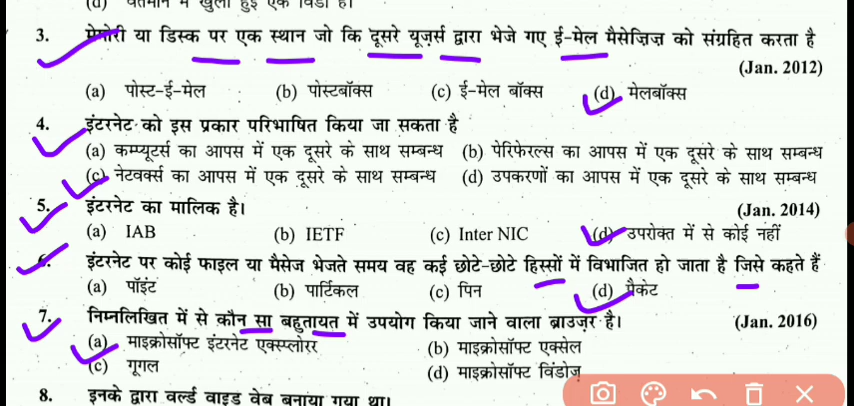 (d) वर्तमान में खुली हुई एक विंडो है।
3. मेमोरी या डिस्क पर एक स्थान जो कि दूसरे यूज़र्स द्वारा भेजे गए ई-मेल मैसेज़िज़ को संग्रहित करता है
(Jan. 2012)
(a) पोस्ट-ई-मेल (b) पोस्टबॉक्स (c) ई-मेल बॉक्स (d) मेलबॉक्स
4. इंटरनेट को इस प्रकार परिभाषित किया जा सकता है
(a) कम्प्यूटर्स का आपस में एक दूसरे के साथ सम्बन्ध (b) पेरिफेरल्स का आपस में एक दूसरे के साथ सम्बन्ध
(c) नेटवर्क्स का आपस में एक दूसरे के साथ सम्बन्ध (d) उपकरणों का आपस में एक दूसरे के साथ सम्बन्ध
5. इंटरनेट का मालिक है। (Jan. 2014)
(a) IAB (b) IETF (c) Inter NIC (d) उपरोक्त में से कोई नहीं
6. इंटरनेट पर कोई फाइल या मैसेज भेजते समय वह कई छोटे-छोटे हिस्सों में विभाजित हो जाता है जिसे कहते हैं
(a) पॉइंट (b) पार्टिकल (c) पिन (d) पैकेट
7. निम्नलिखित में से कौन सा बहुतायत में उपयोग किया जाने वाला ब्राउज़र है। (Jan. 2016)
(a) माइक्रोसॉफ्ट इंटरनेट एक्स्प्लोरर (b) माइक्रोसॉफ्ट एक्सेल
(c) गूगल (d) माइक्रोसॉफ्ट विंडोज़
8. इनके द्वारा वर्ल्ड वाइड वेब बनाया गया था।